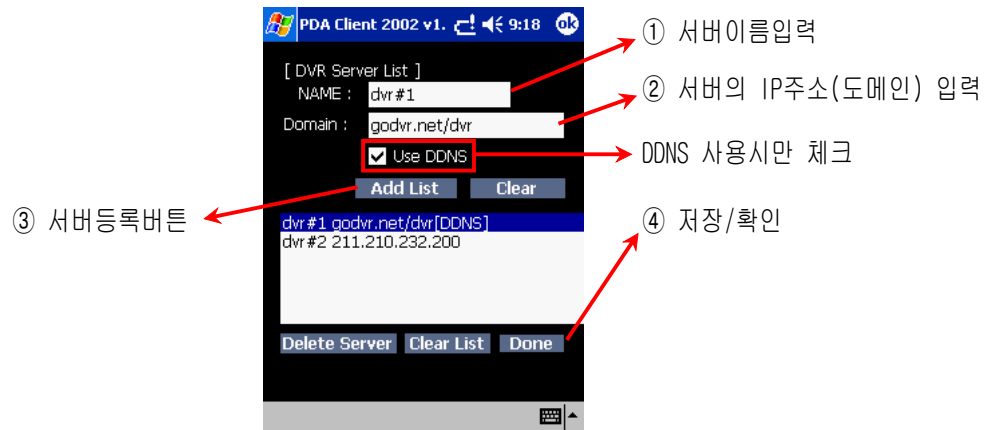 PDA Client 2002 v1. 9:18 ok
① 서버이름입력
[ DVR Server List ]
NAME : dvr#1
② 서버의 IP주소(도메인) 입력
Domain : godvr.net/dvr
Use DDNS
DDNS 사용시만 체크
Add List Clear
③ 서버등록버튼
dvr#1 godvr.net/dvr[DDNS]
④ 저장/확인
dvr#2 211.210.232.200
Delete Server Clear List Done